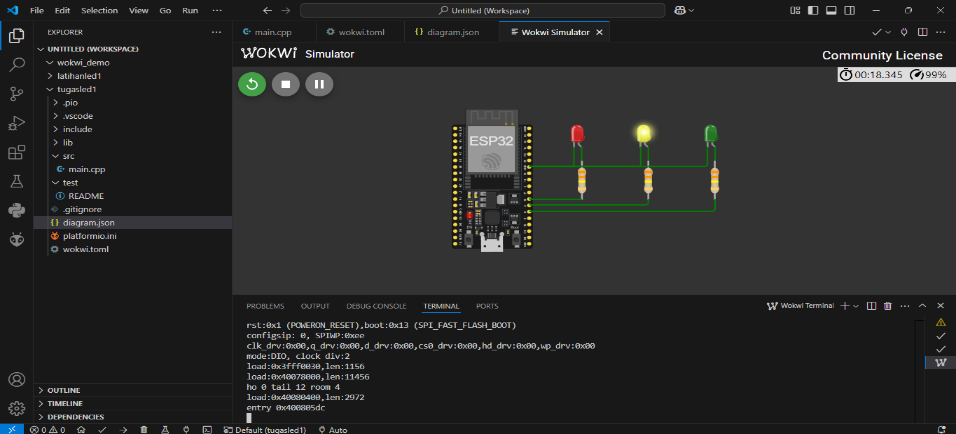 File Edit Selection View Go Run ···
Untitled (Workspace)
EXPLORER ···
UNTITLED (WORKSPACE)
wokwi_demo
latihanled1
tugasled1
.pio
.vscode
include
lib
src
main.cpp
test
README
.gitignore
diagram.json
platformio.ini
wokwi.toml
OUTLINE
TIMELINE
DEPENDENCIES
main.cpp wokwi.toml diagram.json Wokwi Simulator
WOKWi Simulator Community License
00:18.345 99%
ESP32
PROBLEMS OUTPUT DEBUG CONSOLE TERMINAL PORTS Wokwi Terminal
rst:0x1 (POWERON_RESET),boot:0x13 (SPI_FAST_FLASH_BOOT)
configsip: 0, SPIWP:0xee
clk_drv:0x00,q_drv:0x00,d_drv:0x00,cs0_drv:0x00,hd_drv:0x00,wp_drv:0x00
mode:DIO, clock div:2
load:0x3fff0030,len:1156
load:0x40078000,len:11456
ho 0 tail 12 room 4
load:0x40080400,len:2972
entry 0x400805dc
0 0 Default (tugasled1) Auto